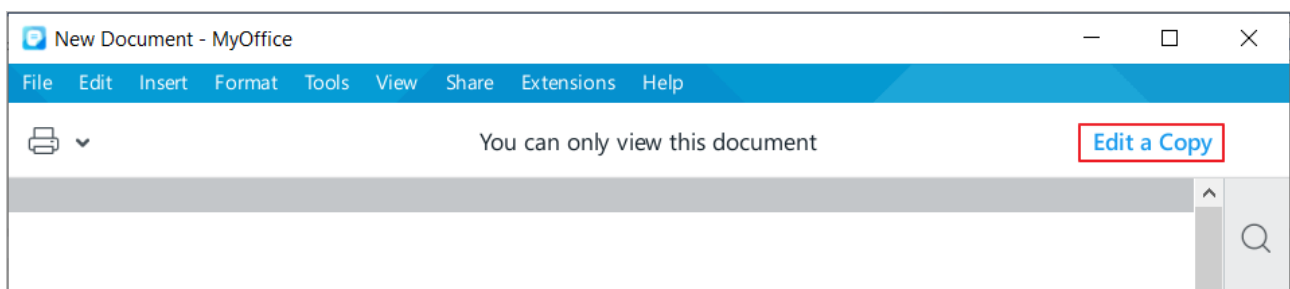 New Document - MyOffice
File Edit Insert Format Tools View Share Extensions Help
You can only view this document Edit a Copy